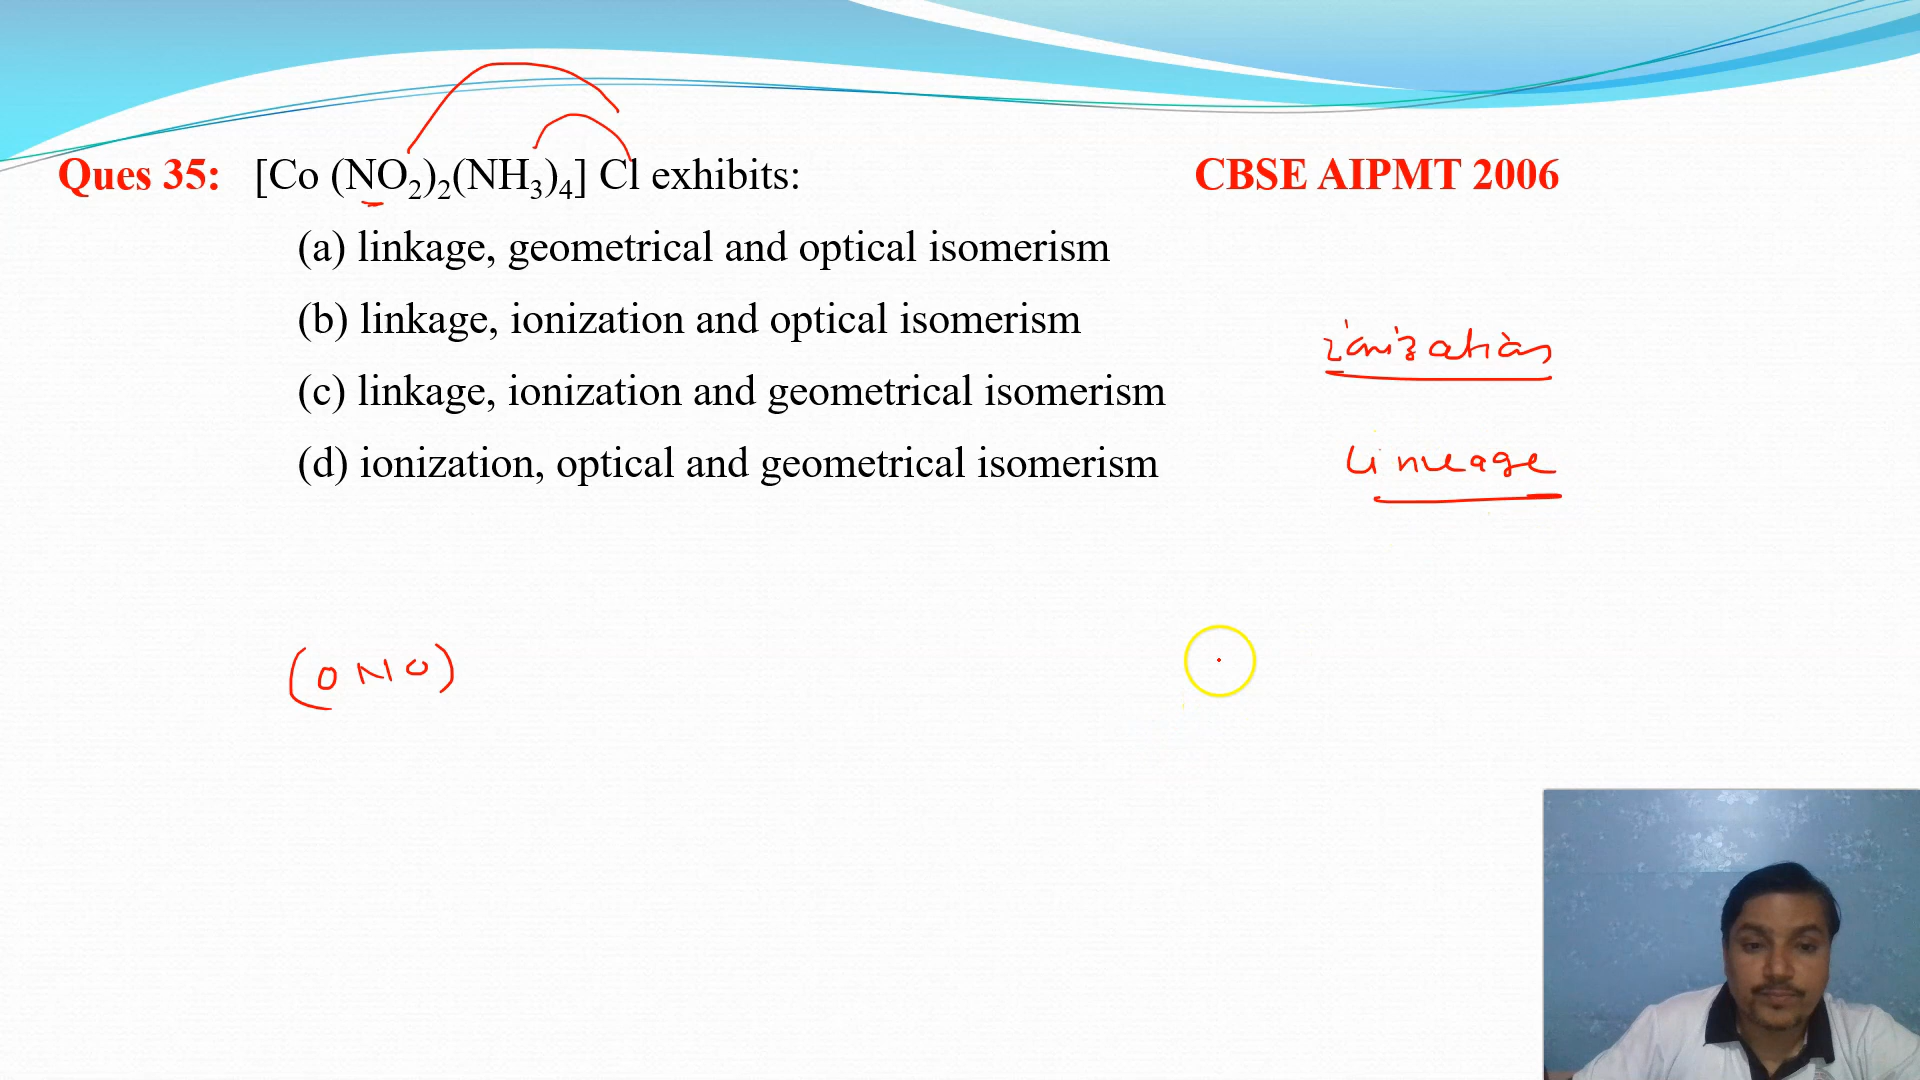 Ques 35: [Co (NO₂)₂(NH₃)₄] Cl exhibits: CBSE AIPMT 2006
(a) linkage, geometrical and optical isomerism
(b) linkage, ionization and optical isomerism
(c) linkage, ionization and geometrical isomerism
(d) ionization, optical and geometrical isomerism
ionization
Linkage
(ONO)